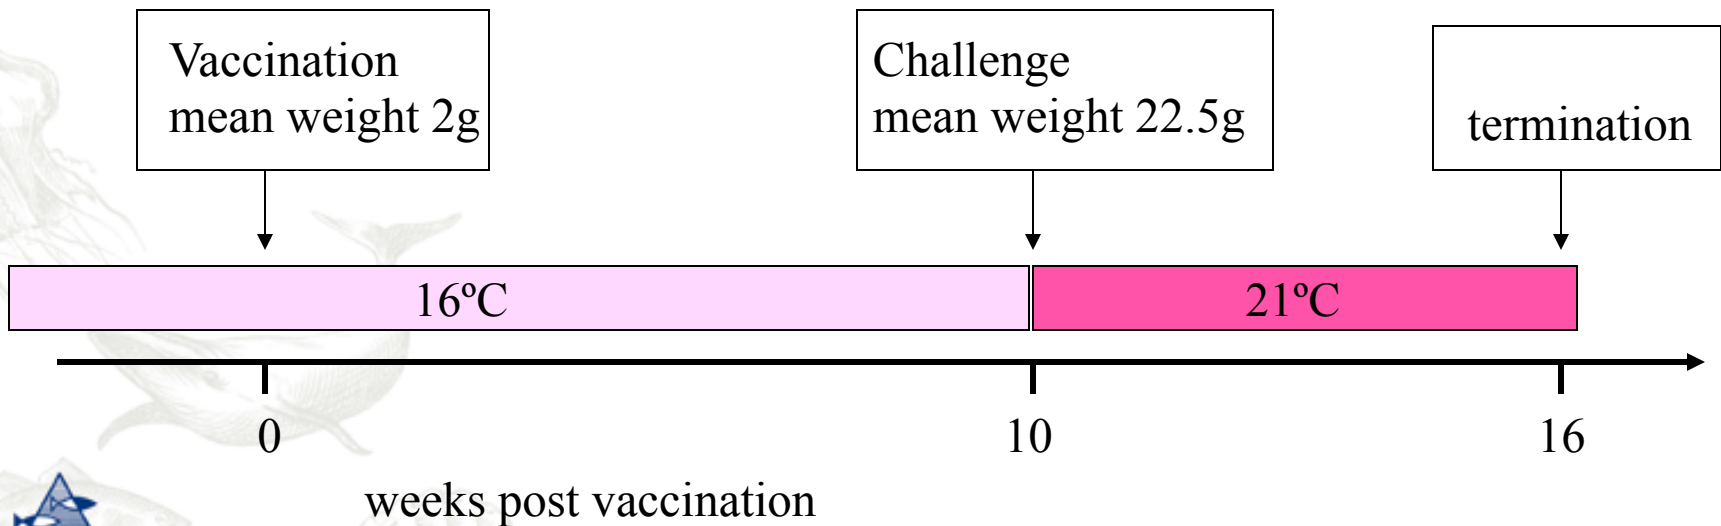 Vaccination
mean weight 2g
Challenge
mean weight 22.5g
termination
16ºC
21ºC
0
10
16
weeks post vaccination